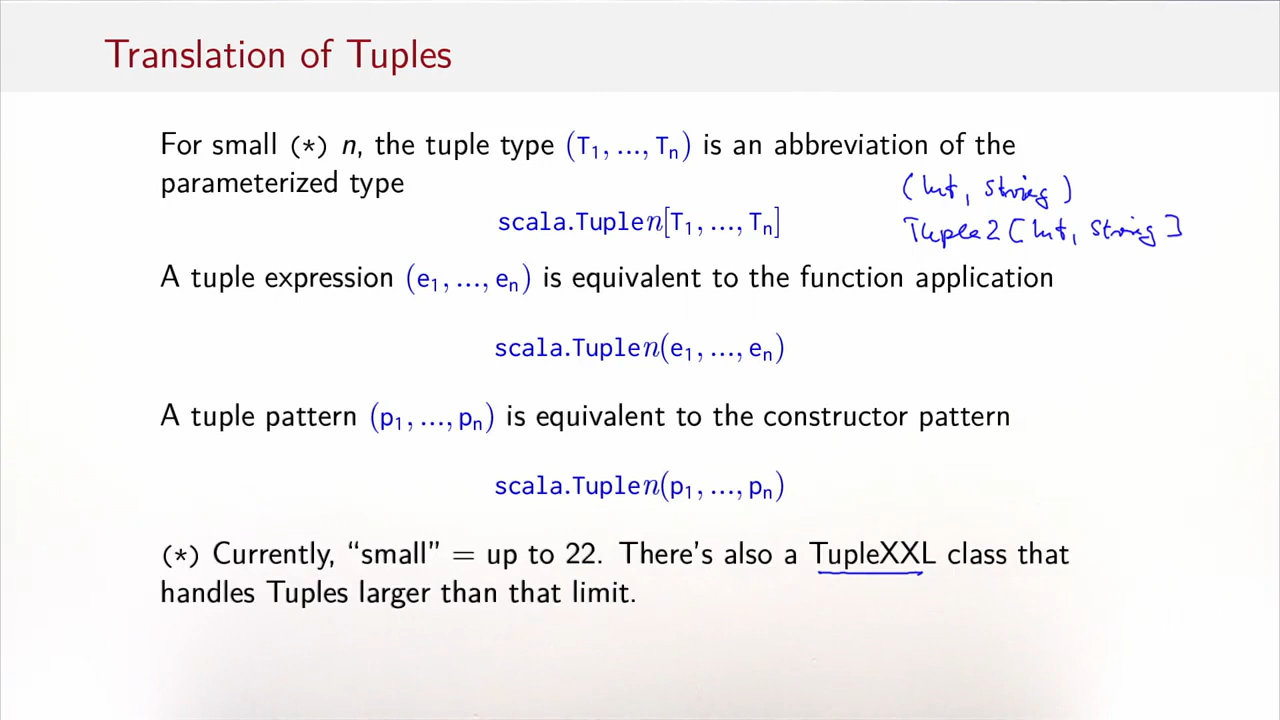 Translation of Tuples
For small (*) n, the tuple type (T₁, ..., Tₙ) is an abbreviation of the
parameterized type
(Int, String)
scala.Tuplen[T₁, ..., Tₙ]
Tuple2[Int, String]
A tuple expression (e₁, ..., eₙ) is equivalent to the function application
scala.Tuplen(e₁, ..., eₙ)
A tuple pattern (p₁, ..., pₙ) is equivalent to the constructor pattern
scala.Tuplen(p₁, ..., pₙ)
(*) Currently, “small” = up to 22. There’s also a TupleXXL class that
handles Tuples larger than that limit.